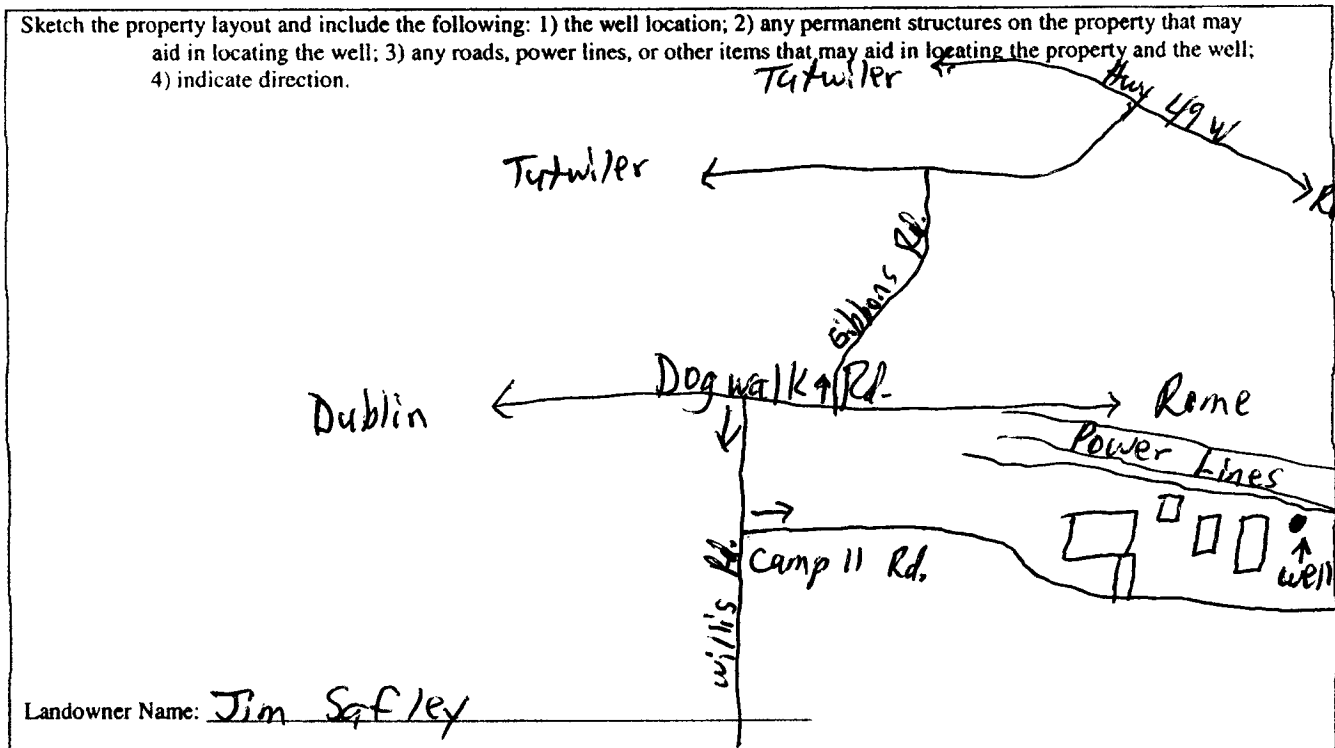 Sketch the property layout and include the following: 1) the well location; 2) any permanent structures on the property that may
aid in locating the well; 3) any roads, power lines, or other items that may aid in locating the property and the well;
4) indicate direction.
Tutwiler
Hwy 49 W
Tutwiler
Gibbons Rd.
Dogwalk Rd.
Dublin
Rome
Power Lines
Camp 11 Rd.
Well
Willis Rd.
Landowner Name: Jim Safley